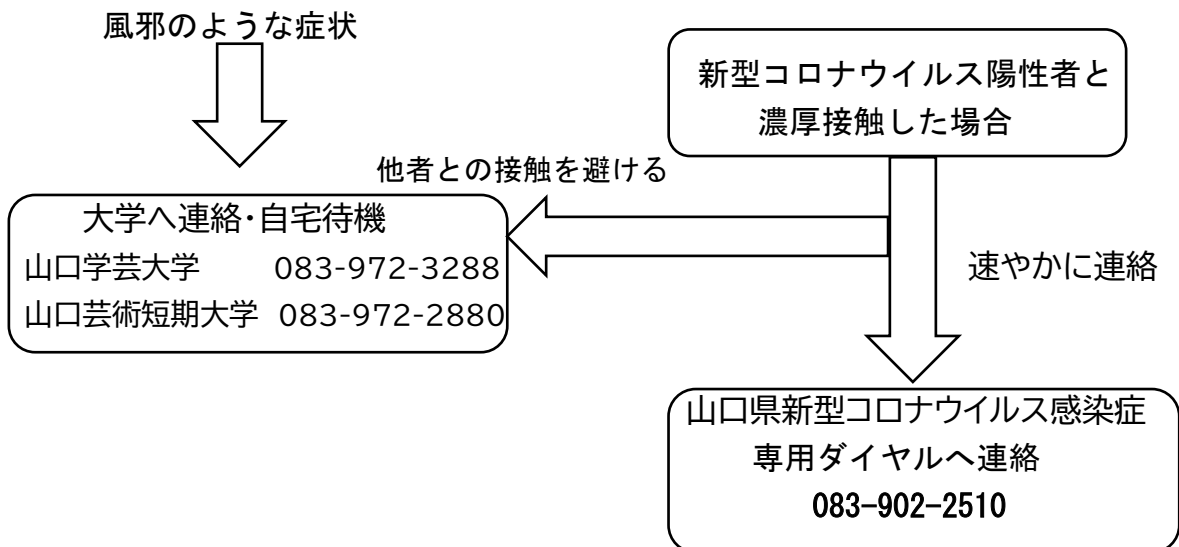 風邪のような症状
新型コロナウイルス陽性者と
濃厚接触した場合
他者との接触を避ける
大学へ連絡・自宅待機
山口学芸大学 083-972-3288
山口芸術短期大学 083-972-2880
速やかに連絡
山口県新型コロナウイルス感染症
専用ダイヤルへ連絡
083-902-2510